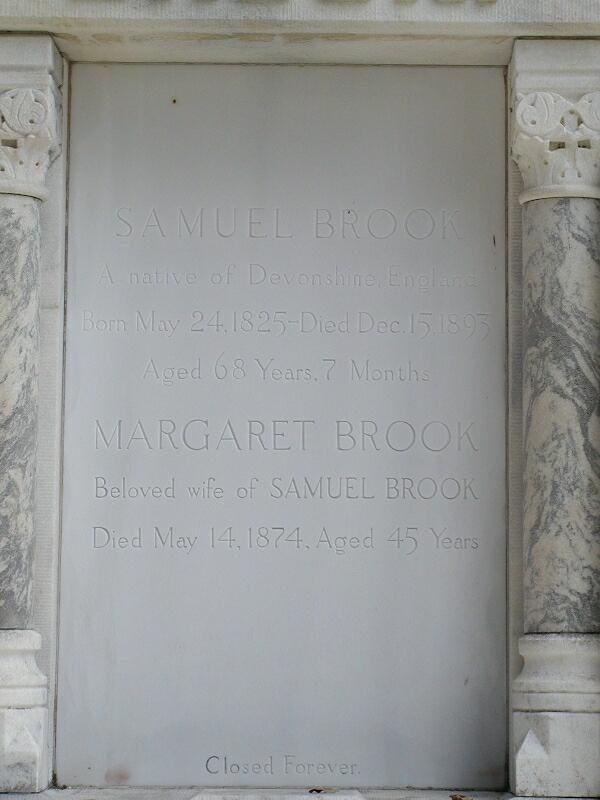 SAMUEL BROOK
A native of Devonshire, England
Born May 24, 1825-Died Dec. 15, 1893
Aged 68 Years, 7 Months
MARGARET BROOK
Beloved wife of SAMUEL BROOK
Died May 14, 1874, Aged 45 Years
Closed Forever.